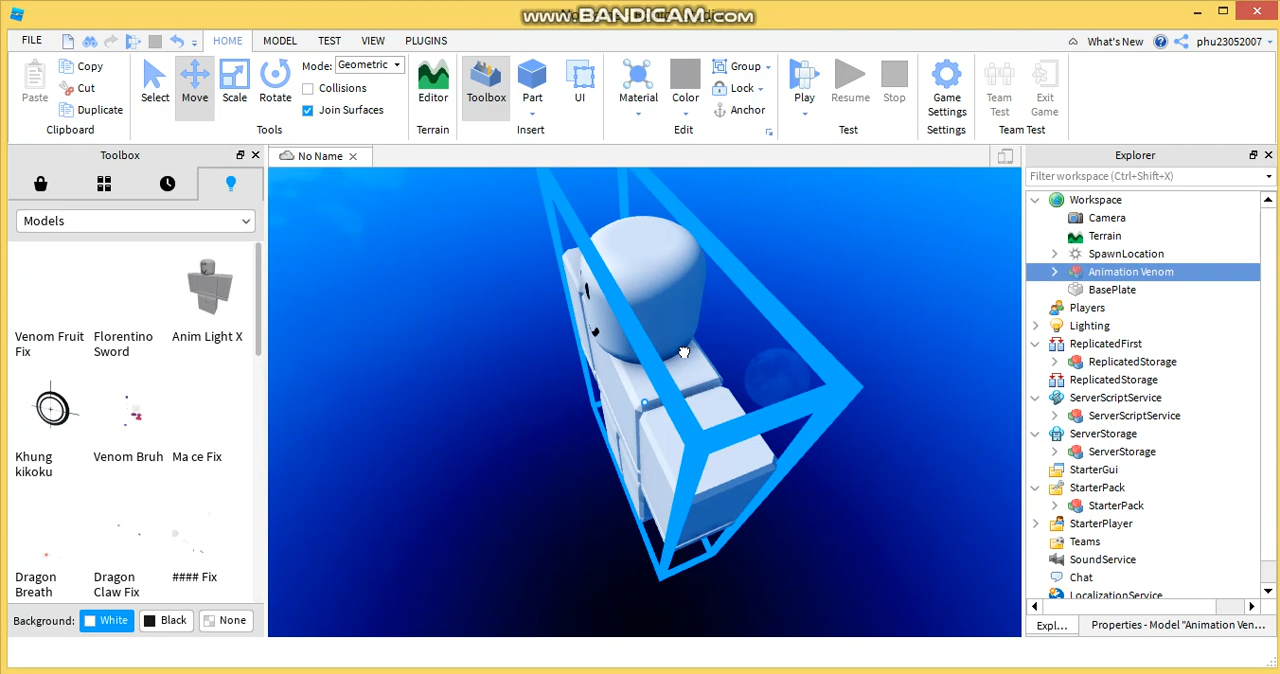 www.BANDICAM.com
FILE
HOME
MODEL
TEST
VIEW
PLUGINS
What's New
phu23052007
Paste
Copy
Cut
Duplicate
Clipboard
Select
Move
Scale
Rotate
Mode: Geometric
Collisions
Join Surfaces
Tools
Editor
Terrain
Toolbox
Part
UI
Insert
Material
Color
Group
Lock
Anchor
Edit
Play
Resume
Stop
Test
Game
Settings
Settings
Team
Test
Exit
Game
Team Test
Toolbox
Models
Venom Fruit
Fix
Florentino
Sword
Anim Light X
Khung
kikoku
Venom Bruh
Ma ce Fix
Dragon
Breath
Dragon
Claw Fix
#### Fix
Background:
White
Black
None
No Name
Explorer
Filter workspace (Ctrl+Shift+X)
Workspace
Camera
Terrain
SpawnLocation
Animation Venom
BasePlate
Players
Lighting
ReplicatedFirst
ReplicatedStorage
ReplicatedStorage
ServerScriptService
ServerScriptService
ServerStorage
ServerStorage
StarterGui
StarterPack
StarterPack
StarterPlayer
Teams
SoundService
Chat
LocalizationService
Expl...
Properties - Model "Animation Ven...